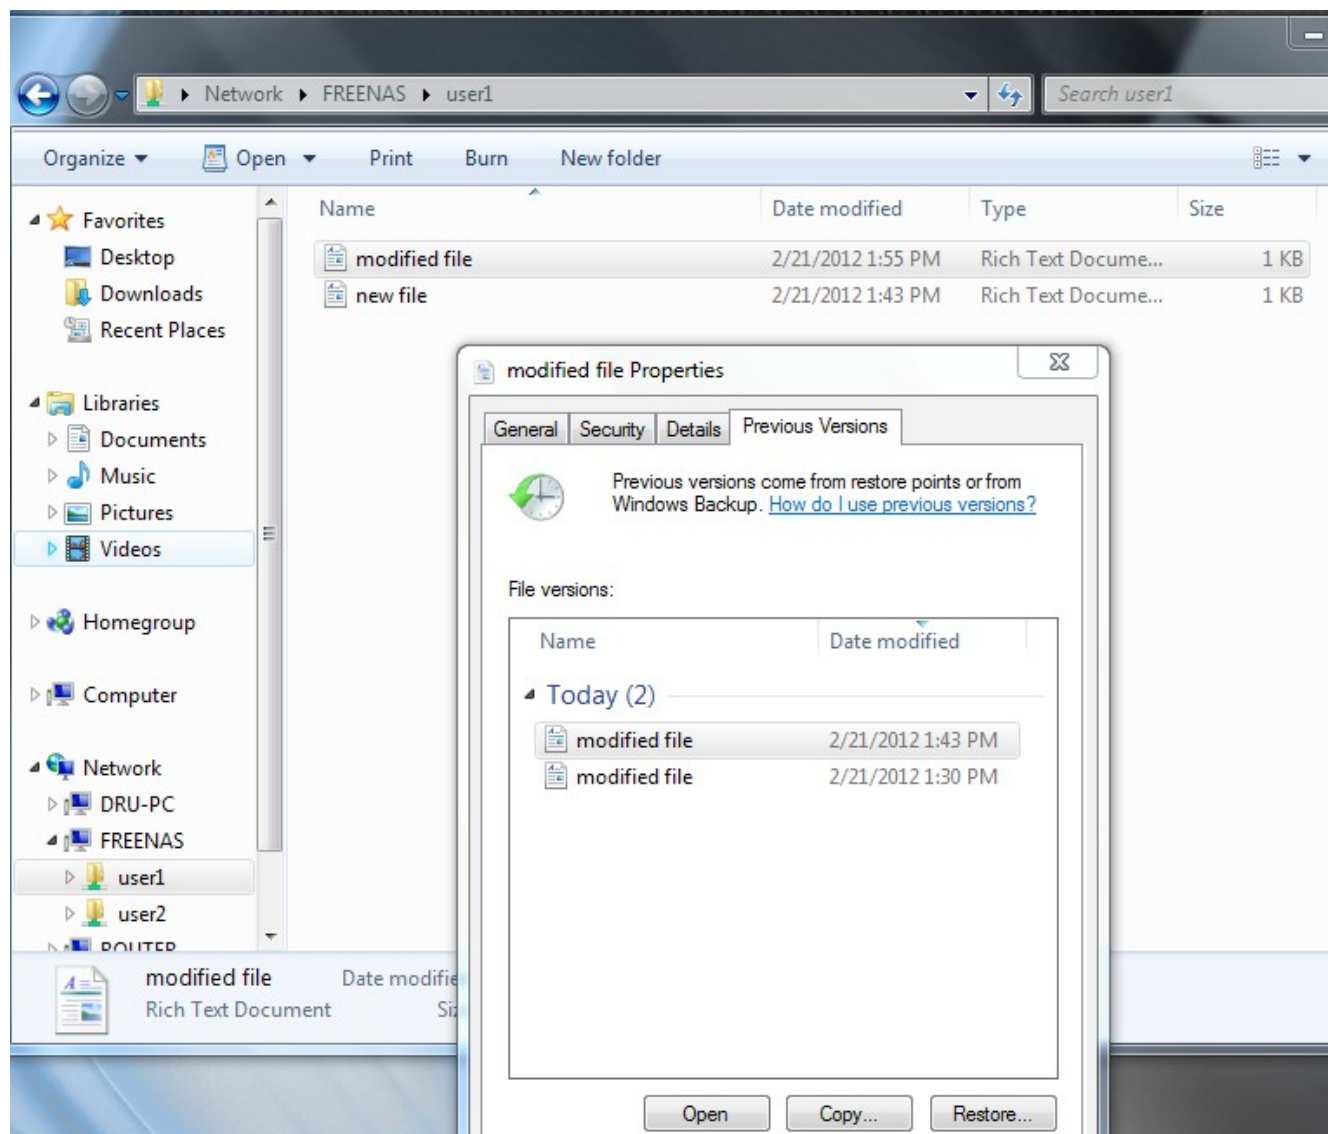 Network FREENAS user1
Search user1
Organize Open Print Burn New folder
Name Date modified Type Size
modified file 2/21/2012 1:55 PM Rich Text Docume... 1 KB
new file 2/21/2012 1:43 PM Rich Text Docume... 1 KB
Favorites
Desktop
Downloads
Recent Places
Libraries
Documents
Music
Pictures
Videos
Homegroup
Computer
Network
DRU-PC
FREENAS
user1
user2
ROUTER
modified file Properties
General Security Details Previous Versions
Previous versions come from restore points or from
Windows Backup. How do I use previous versions?
File versions:
Name Date modified
Today (2)
modified file 2/21/2012 1:43 PM
modified file 2/21/2012 1:30 PM
Open Copy... Restore...
modified file Date modifie
Rich Text Document